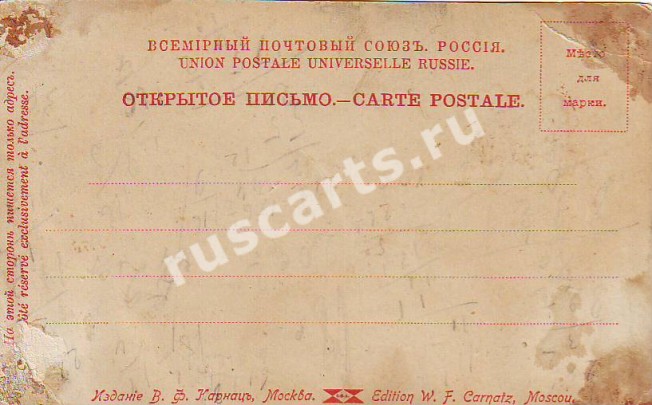 ВСЕМІРНЫЙ ПОЧТОВЫЙ СОЮЗЪ. РОССІЯ.
UNION POSTALE UNIVERSELLE RUSSIE.
ОТКРЫТОЕ ПИСЬМО.—CARTE POSTALE.
Мѣсто
для
марки.
На этой сторонѣ пишется только адресъ.
Côté réservé exclusivement à l'adresse.
ruscarts.ru
Изданіе В. Ф. Карнацъ, Москва. Edition W. F. Carnatz, Moscou.